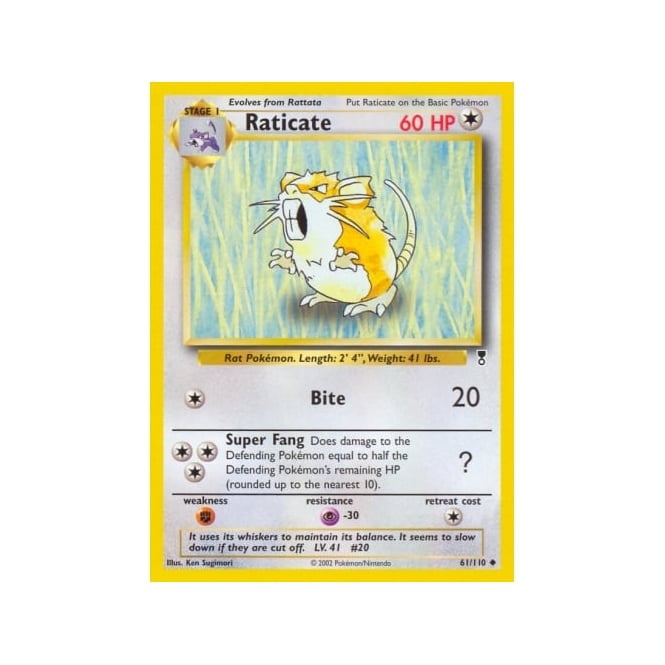 Evolves from Rattata Put Raticate on the Basic Pokémon
STAGE 1
Raticate 60 HP
Rat Pokémon. Length: 2' 4", Weight: 41 lbs.
Bite 20
Super Fang Does damage to the
Defending Pokémon equal to half the
Defending Pokémon's remaining HP
(rounded up to the nearest 10).
?
weakness resistance retreat cost
-30
It uses its whiskers to maintain its balance. It seems to slow
down if they are cut off. LV. 41 #20
Illus. Ken Sugimori © 2002 Pokémon/Nintendo 61/110